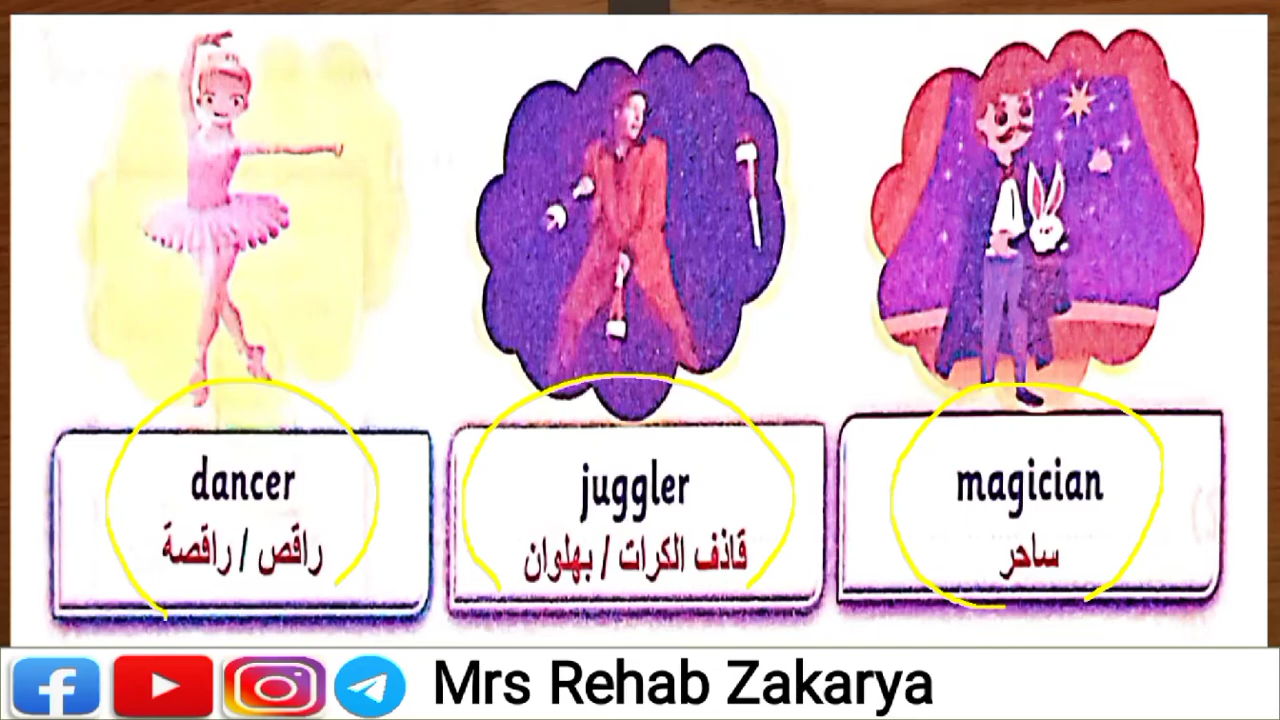 dancer
راقص / راقصة
juggler
قاذف الكرات / بهلوان
magician
ساحر
Mrs Rehab Zakarya